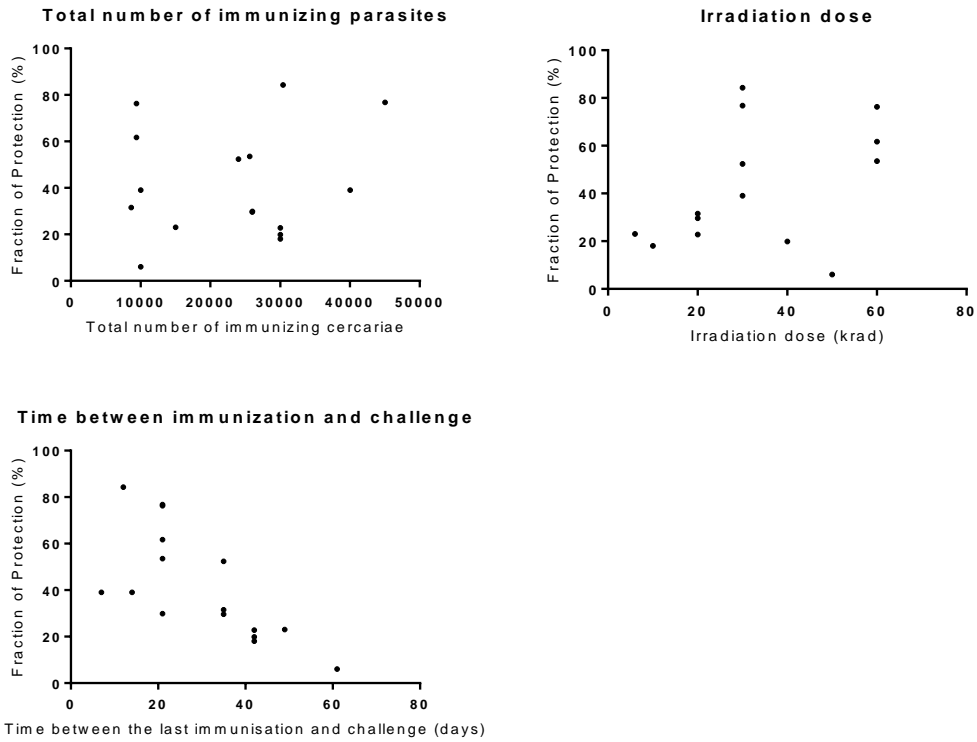 Total number of immunizing parasites
Fraction of Protection (%)
100
80
60
40
20
0
0 10000 20000 30000 40000 50000
Total number of immunizing cercariae
Irradiation dose
Fraction of Protection (%)
100
80
60
40
20
0
0 20 40 60 80
Irradiation dose (krad)
Time between immunization and challenge
Fraction of Protection (%)
100
80
60
40
20
0
0 20 40 60 80
Time between the last immunisation and challenge (days)